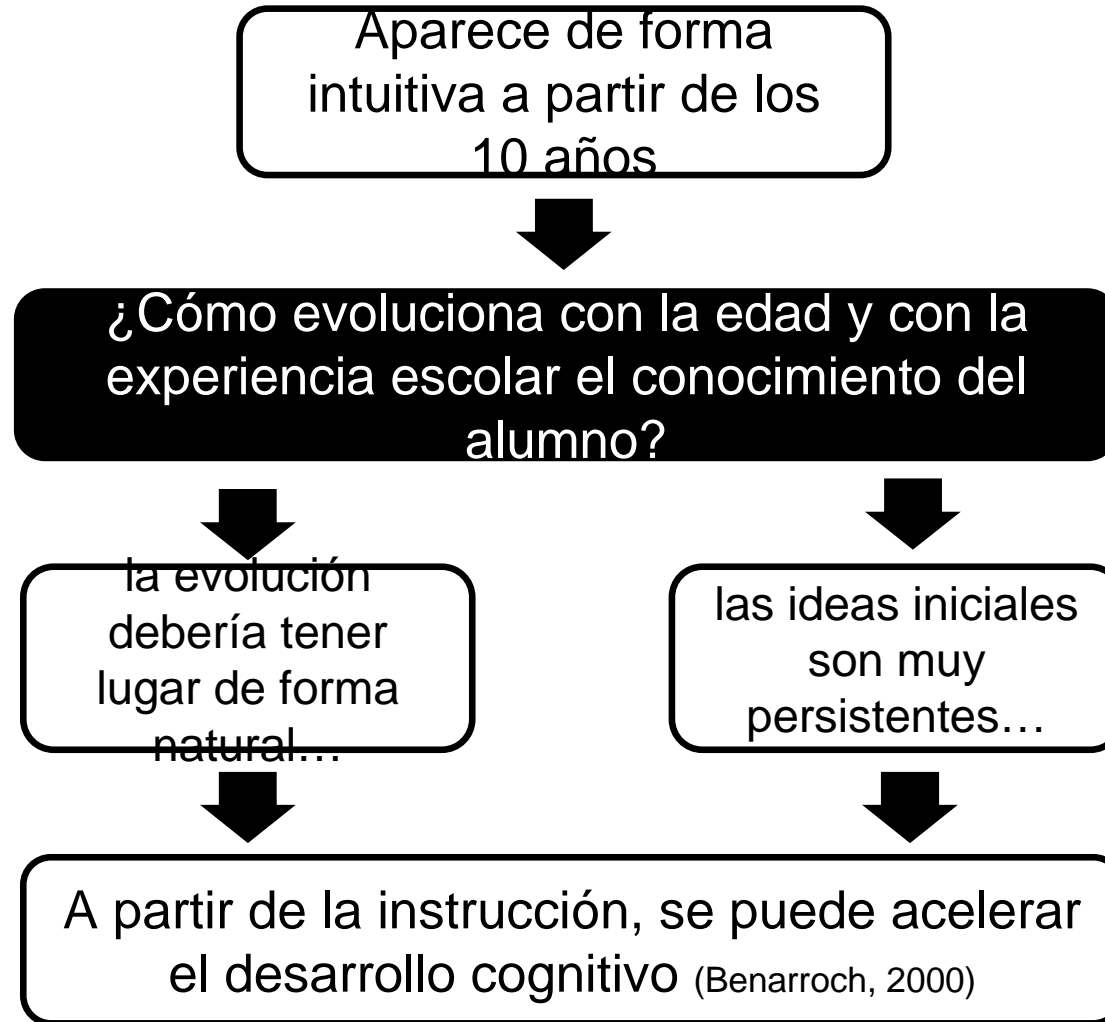 Aparece de forma
intuitiva a partir de los
10 años
¿Cómo evoluciona con la edad y con la
experiencia escolar el conocimiento del
alumno?
la evolución
debería tener
lugar de forma
natural…
las ideas iniciales
son muy
persistentes…
A partir de la instrucción, se puede acelerar
el desarrollo cognitivo (Benarroch, 2000)